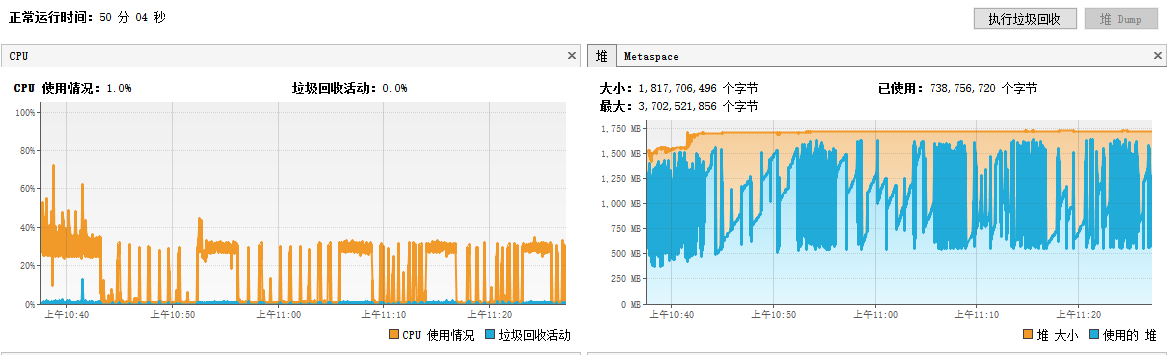 正常运行时间: 50 分 04 秒
执行垃圾回收
堆 Dump
CPU
CPU 使用情况: 1.0%
垃圾回收活动: 0.0%
100%
80%
60%
40%
20%
0%
上午10:40
上午10:50
上午11:00
上午11:10
上午11:20
CPU 使用情况
垃圾回收活动
堆
Metaspace
大小: 1,817,706,496 个字节
已使用: 738,756,720 个字节
最大: 3,702,521,856 个字节
1,750 MB
1,500 MB
1,250 MB
1,000 MB
750 MB
500 MB
250 MB
0 MB
上午10:40
上午10:50
上午11:00
上午11:10
上午11:20
堆 大小
使用的 堆